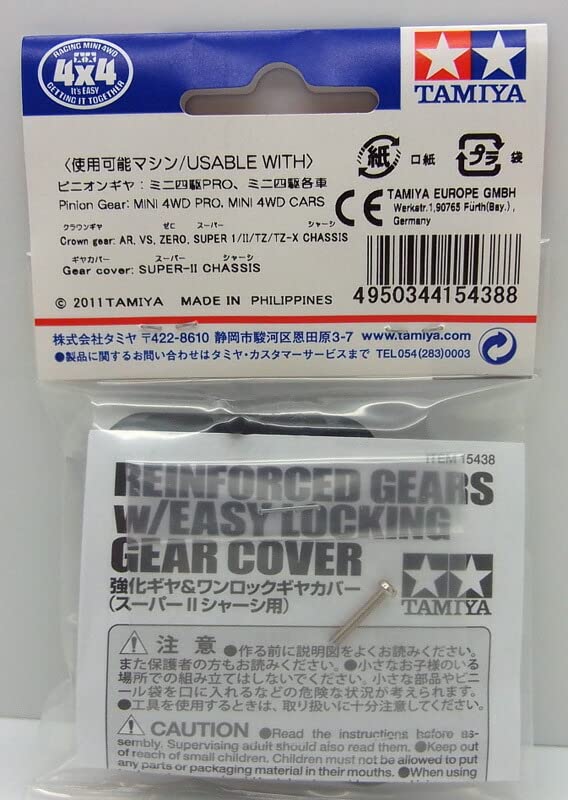 RACING MINI 4WD
4x4
It's EASY
GETTING IT TOGETHER
TAMIYA
〈使用可能マシン/USABLE WITH〉
ピニオンギヤ：ミニ四駆PRO、ミニ四駆各車
Pinion Gear: MINI 4WD PRO, MINI 4WD CARS
クラウンギヤ ぜに スーパー シャーシ
Crown gear: AR, VS, ZERO, SUPER 1/II/TZ/TZ-X CHASSIS
ギヤカバー スーパー シャーシ
Gear cover: SUPER-II CHASSIS
© 2011 TAMIYA MADE IN PHILIPPINES
紙 口紙
プラ 袋
CE TAMIYA EUROPE GMBH
Werkstr.1,90765 Fürth(Bay).,
Germany
4950344154388
株式会社タミヤ 〒422-8610 静岡市駿河区恩田原3-7 www.tamiya.com
●製品に関するお問い合わせはタミヤ・カスタマーサービスまで TEL054(283)0003
ITEM 15438
REINFORCED GEARS
w/EASY LOCKING
GEAR COVER
強化ギヤ&ワンロックギヤカバー
（スーパーIIシャーシ用）
TAMIYA
注意 ●作る前に説明図をよくお読みください。
また保護者の方もお読みください。●小さなお子様のいる
場所での組み立てはしないでください。小さな部品やビニ
ール袋を口に入れるなどの危険な状況が考えられます。
●工具を使用するときは、取り扱いに十分注意してください。
CAUTION ●Read the instructions before as-
sembly. Supervising adult should also read them. ●Keep out
of reach of small children. Children must not be allowed to put
any parts or packaging material in their mouths. ●When using